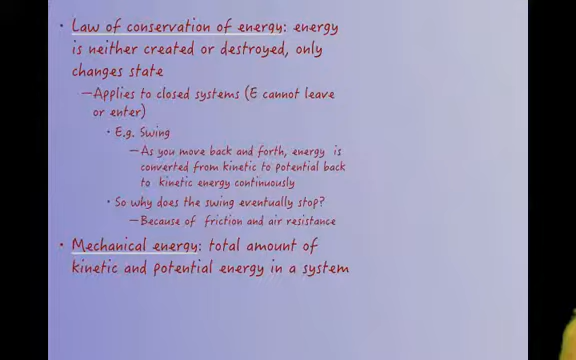 • Law of conservation of energy: energy
is neither created or destroyed, only
changes state
–Applies to closed systems (E cannot leave
or enter)
• E.g. Swing
–As you move back and forth, energy is
converted from kinetic to potential back
to kinetic energy continuously
• So why does the swing eventually stop?
–Because of friction and air resistance
• Mechanical energy: total amount of
kinetic and potential energy in a system